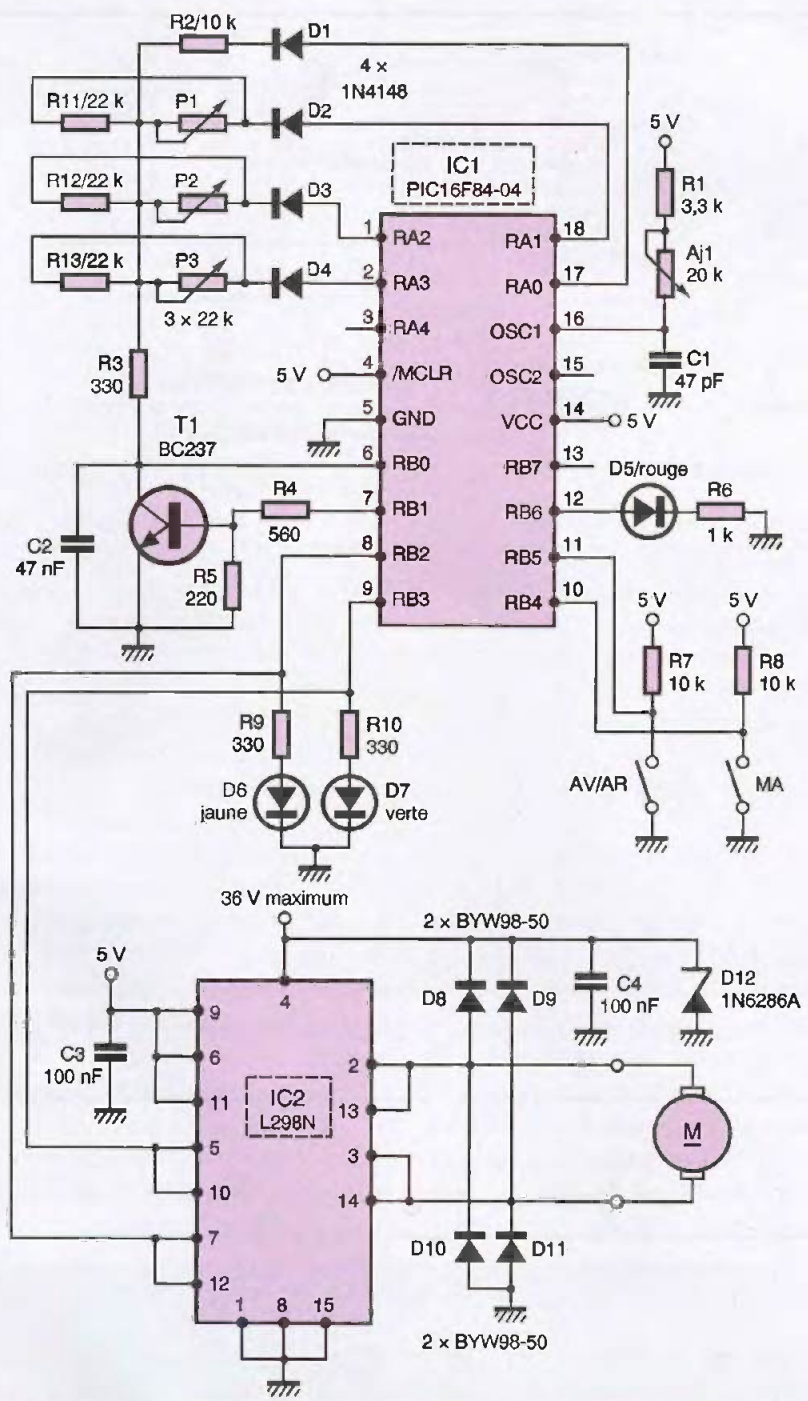 R2/10 k
D1
4 ×
1N4148
R11/22 k
P1
D2
5 V
IC1
PIC16F84-04
R1
3,3 k
R12/22 k
P2
D3
1
RA2
RA1
18
Aj1
20 k
R13/22 k
P3
D4
2
RA3
RA0
17
3 × 22 k
3
RA4
OSC1
16
R3
330
5 V
4
/MCLR
OSC2
15
C1
47 pF
T1
BC237
5
GND
VCC
14
5 V
6
RB0
RB7
13
D5/rouge
R4
560
7
RB1
RB6
12
R6
1 k
C2
47 nF
8
RB2
RB5
11
R5
220
9
RB3
RB4
10
5 V
5 V
R7
10 k
R8
10 k
R9
330
R10
330
D6
jaune
D7
verte
AV/AR
MA
36 V maximum
2 × BYW98-50
5 V
4
D8
D9
C4
100 nF
D12
1N6286A
C3
100 nF
9
6
11
IC2
L298N
2
13
5
3
M
10
14
7
D10
D11
12
1
8
15
2 × BYW98-50